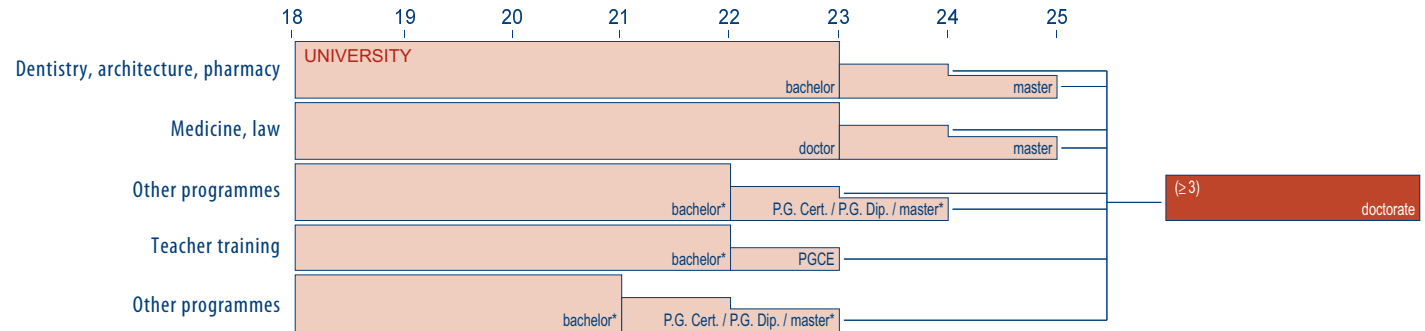 18 19 20 21 22 23 24 25
UNIVERSITY
Dentistry, architecture, pharmacy
bachelor master
Medicine, law
doctor master
(≥ 3)
Other programmes
bachelor* P.G. Cert. / P.G. Dip. / master*
doctorate
Teacher training
bachelor* PGCE
Other programmes
bachelor* P.G. Cert. / P.G. Dip. / master*